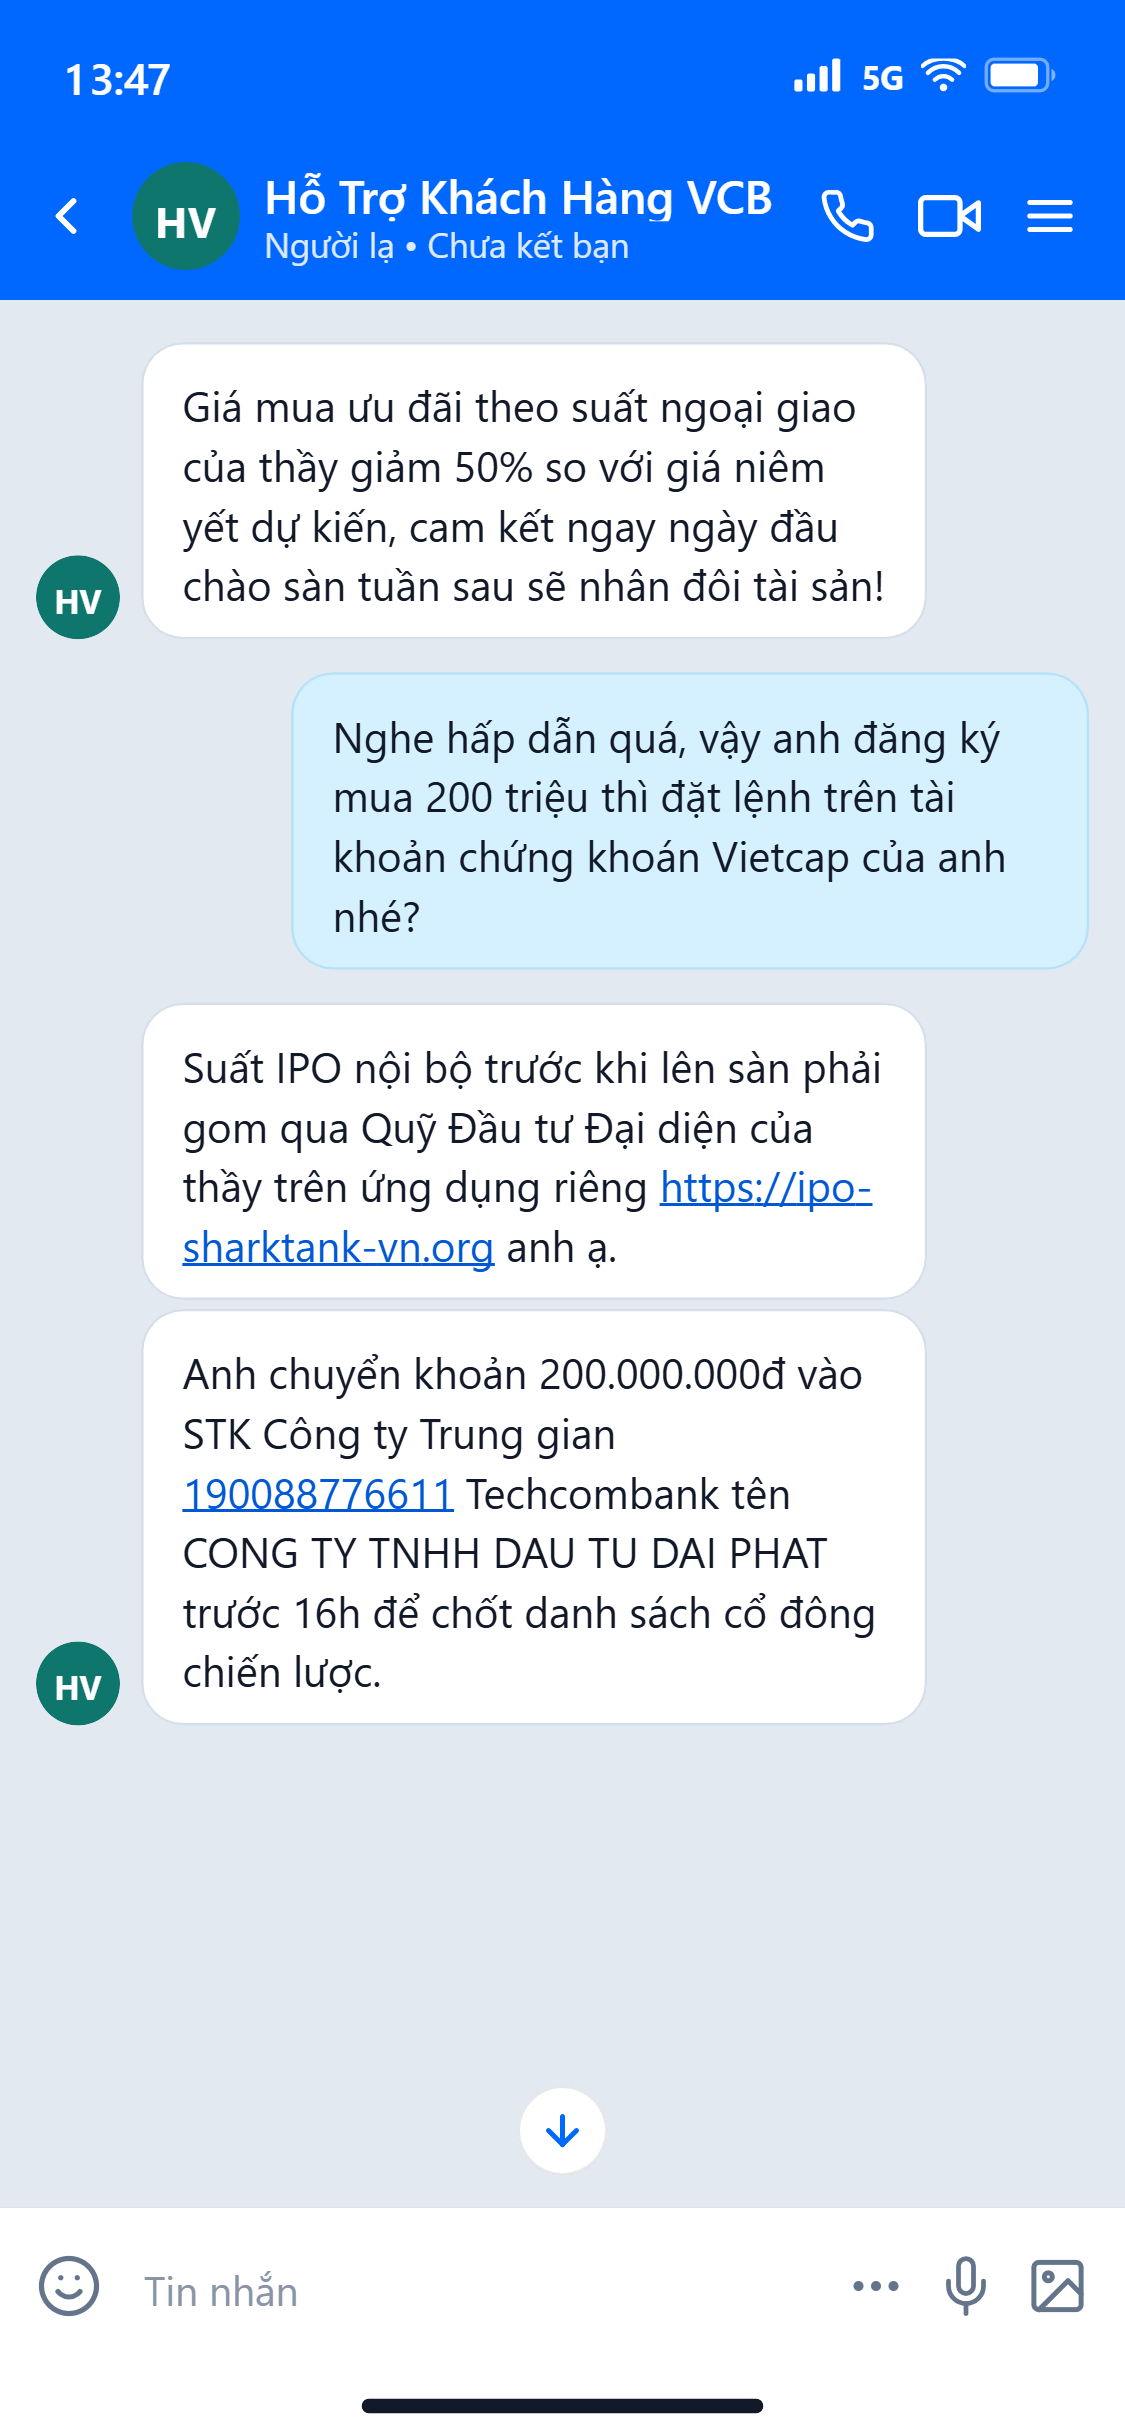 13:47
5G
HV
Hỗ Trợ Khách Hàng VCB
Người lạ • Chưa kết bạn
Giá mua ưu đãi theo suất ngoại giao
của thầy giảm 50% so với giá niêm
yết dự kiến, cam kết ngay ngày đầu
chào sàn tuần sau sẽ nhân đôi tài sản!
HV
Nghe hấp dẫn quá, vậy anh đăng ký
mua 200 triệu thì đặt lệnh trên tài
khoản chứng khoán Vietcap của anh
nhé?
Suất IPO nội bộ trước khi lên sàn phải
gom qua Quỹ Đầu tư Đại diện của
thầy trên ứng dụng riêng https://ipo-
sharktank-vn.org anh ạ.
Anh chuyển khoản 200.000.000đ vào
STK Công ty Trung gian
190088776611 Techcombank tên
CONG TY TNHH DAU TU DAI PHAT
trước 16h để chốt danh sách cổ đông
chiến lược.
HV
Tin nhắn